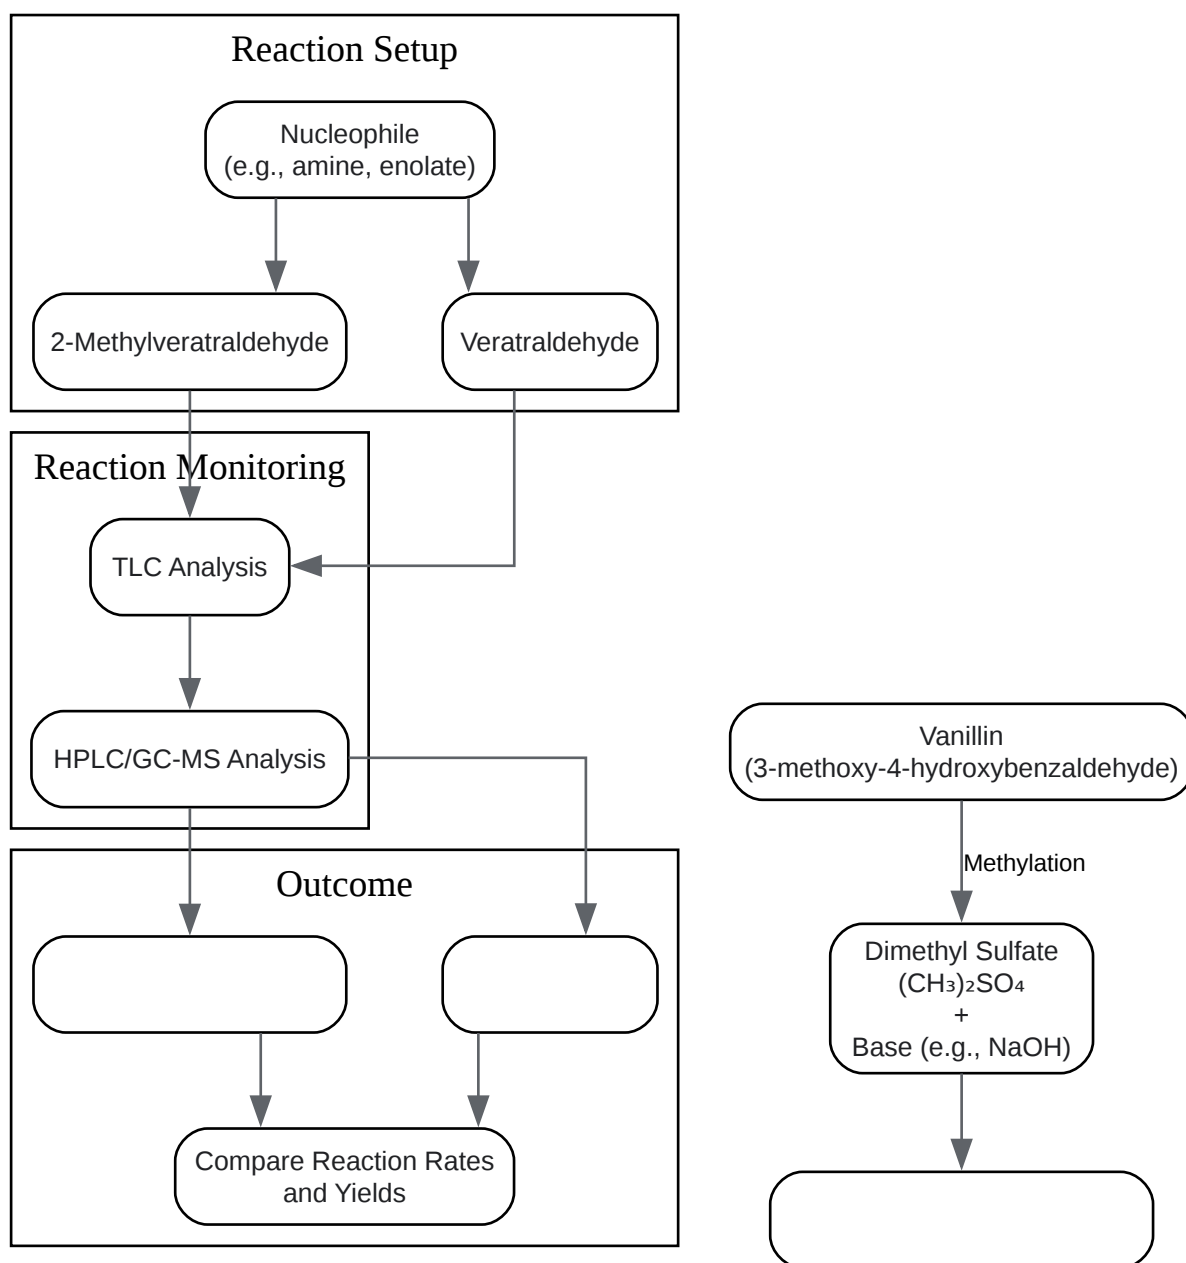 Reaction Setup
Nucleophile
(e.g., amine, enolate)
2-Methylveratraldehyde
Veratraldehyde
Reaction Monitoring
TLC Analysis
HPLC/GC-MS Analysis
Outcome
Compare Reaction Rates
and Yields
Vanillin
(3-methoxy-4-hydroxybenzaldehyde)
Methylation
Dimethyl Sulfate
(CH₃)₂SO₄
+
Base (e.g., NaOH)